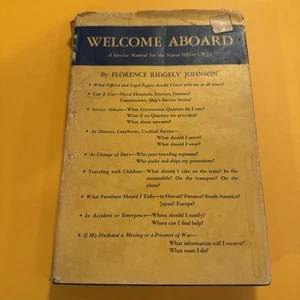 WELCOME ABOARD
A Service Manual for the Naval Officer's Wife
By FLORENCE RIDGELY JOHNSON
• What Official and Legal Papers should I have with me at all times?
• Can I Use—Naval Hospitals, Doctors, Dentists?
Commissaries, Ship's Service Stores?
• Service Ashore—What Government Quarters do I rate?
What if no Quarters are provided?
What about servants?
• At Dinners, Luncheons, Cocktail Parties—
What should I serve?
What should I wear?
• At Change of Duty—Who pays traveling expenses?
Who packs and ships my possessions?
• Traveling with Children—What should I take on the train? In the
automobile? On the transport? On the
plane?
• What Furniture Should I Take—to Hawaii? Panama? South America?
Japan? Europe?
• In Accident or Emergency—Whom should I notify?
Where can I find help?
• If My Husband is Missing or a Prisoner of War—
What information will I receive?
What must I do?